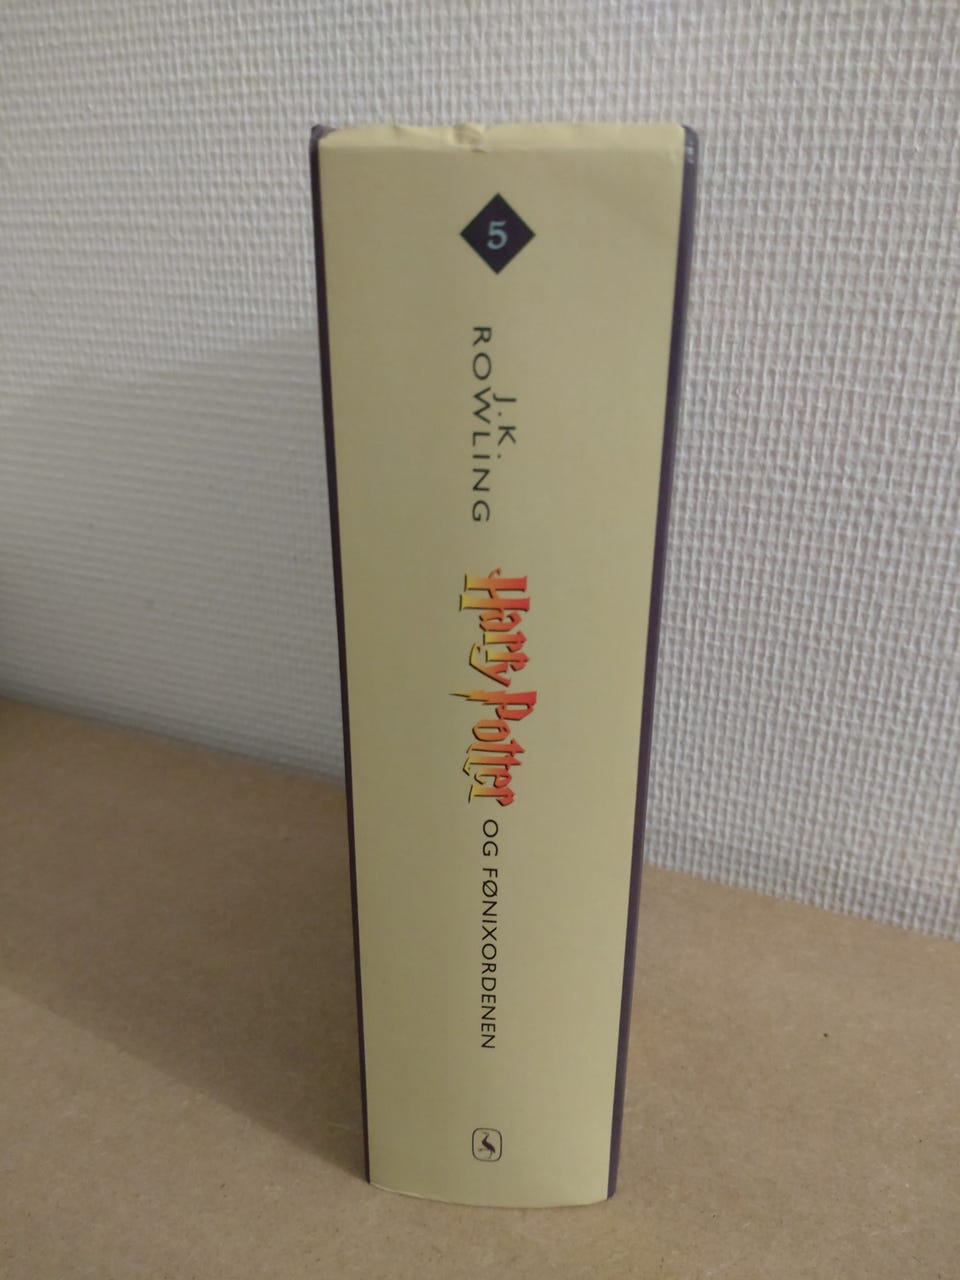 5
J.K.
ROWLING
Harry Potter
OG FØNIXORDENEN